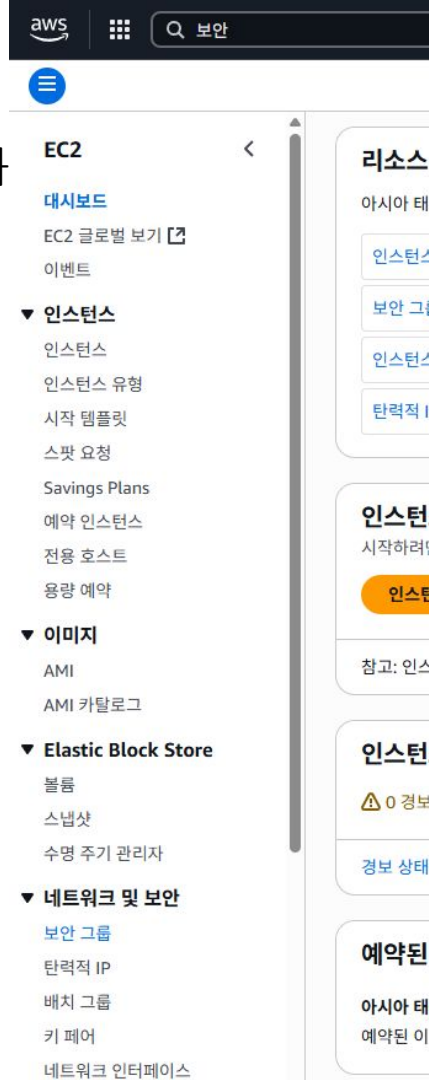 aws
보안
EC2
대시보드
EC2 글로벌 보기
이벤트
인스턴스
인스턴스
인스턴스 유형
시작 템플릿
스팟 요청
Savings Plans
예약 인스턴스
전용 호스트
용량 예약
이미지
AMI
AMI 카탈로그
Elastic Block Store
볼륨
스냅샷
수명 주기 관리자
네트워크 및 보안
보안 그룹
탄력적 IP
배치 그룹
키 페어
네트워크 인터페이스
리소스
아시아 태
인스턴스
보안 그
인스턴스
탄력적
인스턴
시작하려
인스턴
참고: 인스
인스턴
0 경보
경보 상태
예약된
아시아 태
예약된 이